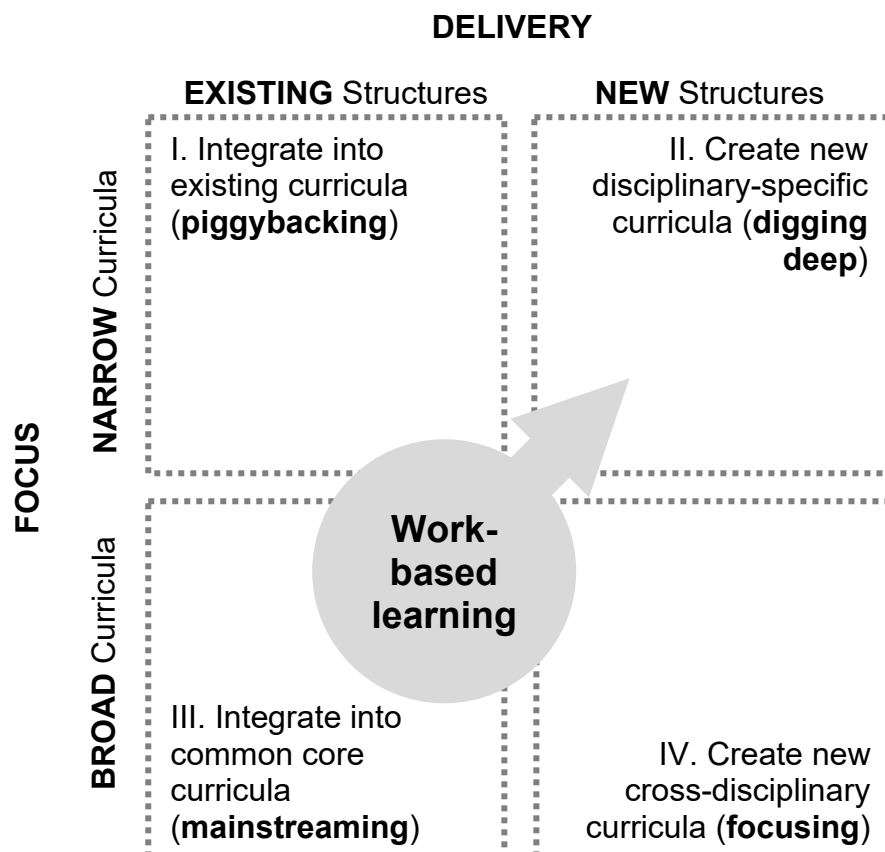 DELIVERY
EXISTING Structures
NEW Structures
FOCUS
NARROW Curricula
I. Integrate into
existing curricula
(piggybacking)
II. Create new
disciplinary-specific
curricula (digging
deep)
Work-
based
learning
BROAD Curricula
III. Integrate into
common core
curricula
(mainstreaming)
IV. Create new
cross-disciplinary
curricula (focusing)